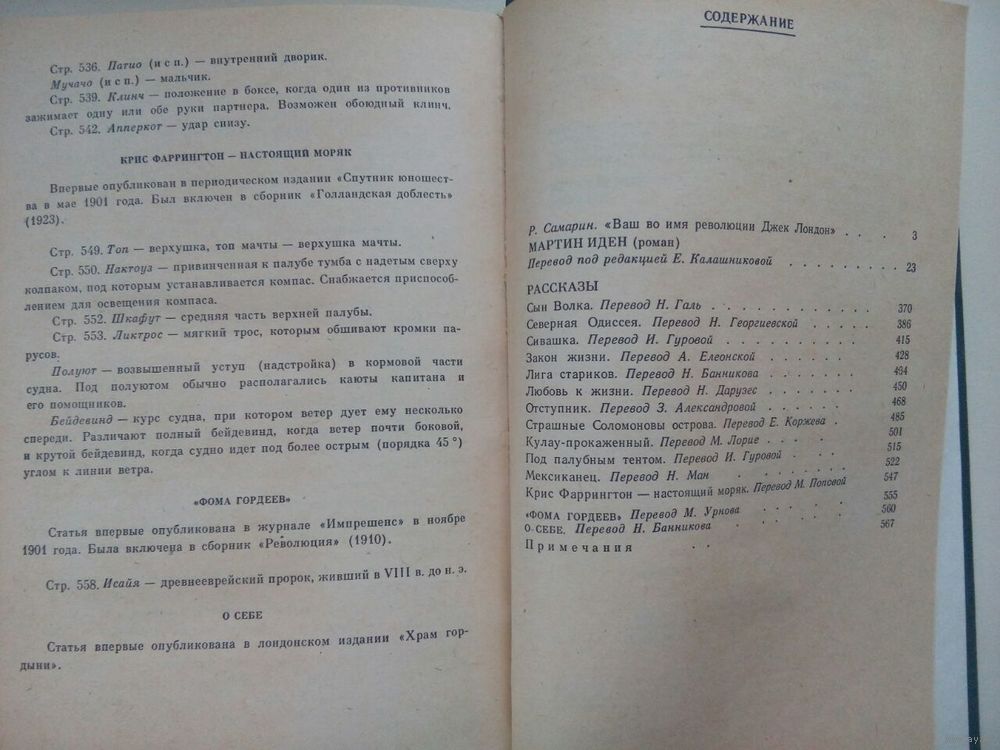 Стр. 536. Патио (исп.) — внутренний дворик.
Мучачо (исп.) — мальчик.
Стр. 539. Клинч — положение в боксе, когда один из противников
зажимает одну или обе руки партнера. Возможен обоюдный клинч.
Стр. 542. Апперкот — удар снизу.
КРИС ФАРРИНГТОН — НАСТОЯЩИЙ МОРЯК
Впервые опубликован в периодическом издании «Спутник юношест-
ва в мае 1901 года. Был включен в сборник «Голландская доблесть»
(1923).
Стр. 549. Топ — верхушка, топ мачты — верхушка мачты.
Стр. 550. Нактоуз — привинченная к палубе тумба с надетым сверху
колпаком, под которым устанавливается компас. Снабжается приспособ-
лением для освещения компаса.
Стр. 552. Шкафут — средняя часть верхней палубы.
Стр. 553. Ликтрос — мягкий трос, которым обшивают кромки па-
русов.
Полуют — возвышенный уступ (надстройка) в кормовой части
судна. Под полуютом обычно располагались каюты капитана и
его помощников.
Бейдевинд — курс судна, при котором ветер дует ему несколько
спереди. Различают полный бейдевинд, когда ветер почти боковой,
и крутой бейдевинд, когда судно идет под более острым (порядка 45°)
углом к линии ветра.
«ФОМА ГОРДЕЕВ»
Статья впервые опубликована в журнале «Импрешенс» в ноябре
1901 года. Была включена в сборник «Революция» (1910).
Стр. 558. Исайя — древнееврейский пророк, живший в VIII в. до н. э.
О СЕБЕ
Статья впервые опубликована в лондонском издании «Храм гор-
дыни».
СОДЕРЖАНИЕ
Р. Самарин. «Ваш во имя революции Джек Лондон» . . . 3
МАРТИН ИДЕН (роман)
Перевод под редакцией Е. Калашниковой . . . . . . . . 23
РАССКАЗЫ
Сын Волка. Перевод Н. Галь . . . . . . . . . . 370
Северная Одиссея. Перевод Н. Георгиевской . . . . . 386
Сивашка. Перевод И. Гуровой . . . . . . . . . . 415
Закон жизни. Перевод А. Елеонской . . . . . . . 428
Лига стариков. Перевод Н. Банникова . . . . . . . 434
Любовь к жизни. Перевод Н. Дарузес . . . . . . . 450
Отступник. Перевод З. Александровой . . . . . . 468
Страшные Соломоновы острова. Перевод Е. Коржева . 485
Кулау-прокаженный. Перевод М. Лорие . . . . 501
Под палубным тентом. Перевод И. Гуровой . . . 515
Мексиканец. Перевод Н. Ман . . . . . . 522
Крис Фаррингтон — настоящий моряк. Перевод М. Поповой 547
«ФОМА ГОРДЕЕВ» Перевод М. Урнова . . . . . 555
О СЕБЕ. Перевод Н. Банникова . . . . . . 560
Примечания . . 567